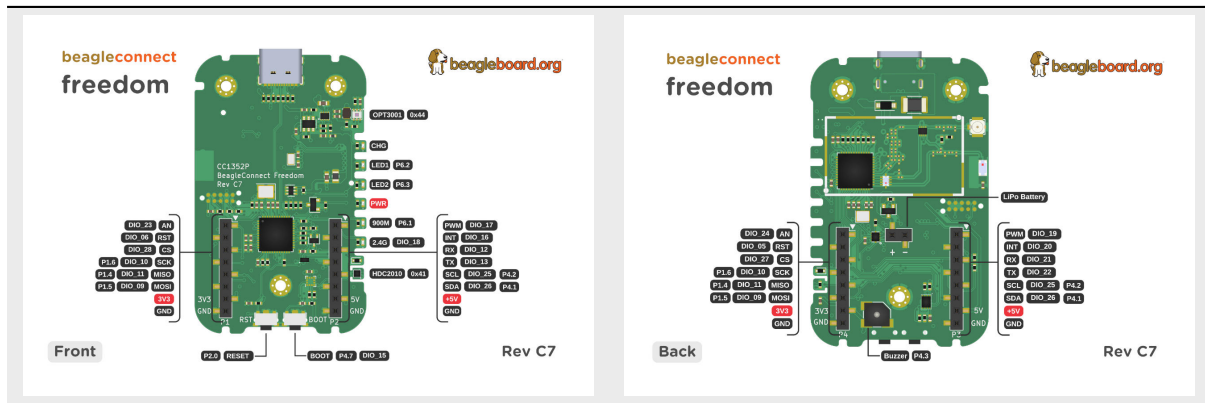 beagleconnect
freedom
beagleboard.org
OPT3001 0x44
CHG
LED1 P6.2
LED2 P6.3
PWR
900M P6.1
2.4G DIO_18
HDC2010 0x41
CC1352P
BeagleConnect Freedom
Rev C7
DIO_23 AN
DIO_06 RST
DIO_28 CS
P1.6 DIO_10 SCK
P1.4 DIO_11 MISO
P1.5 DIO_09 MOSI
3V3
GND
3V3
GND
P1
RST
BOOT
P2
5V
GND
PWM DIO_17
INT DIO_16
RX DIO_12
TX DIO_13
SCL DIO_25 P4.2
SDA DIO_26 P4.1
+5V
GND
P2.0 RESET
BOOT P4.7 DIO_15
Front
Rev C7
beagleconnect
freedom
beagleboard.org
LiPo Battery
+ −
DIO_24 AN
DIO_05 RST
DIO_27 CS
P1.6 DIO_10 SCK
P1.4 DIO_11 MISO
P1.5 DIO_09 MOSI
3V3
GND
3V3
GND
P4
5V
GND
P3
PWM DIO_19
INT DIO_20
RX DIO_21
TX DIO_22
SCL DIO_25 P4.2
SDA DIO_26 P4.1
+5V
GND
Buzzer P4.3
Back
Rev C7